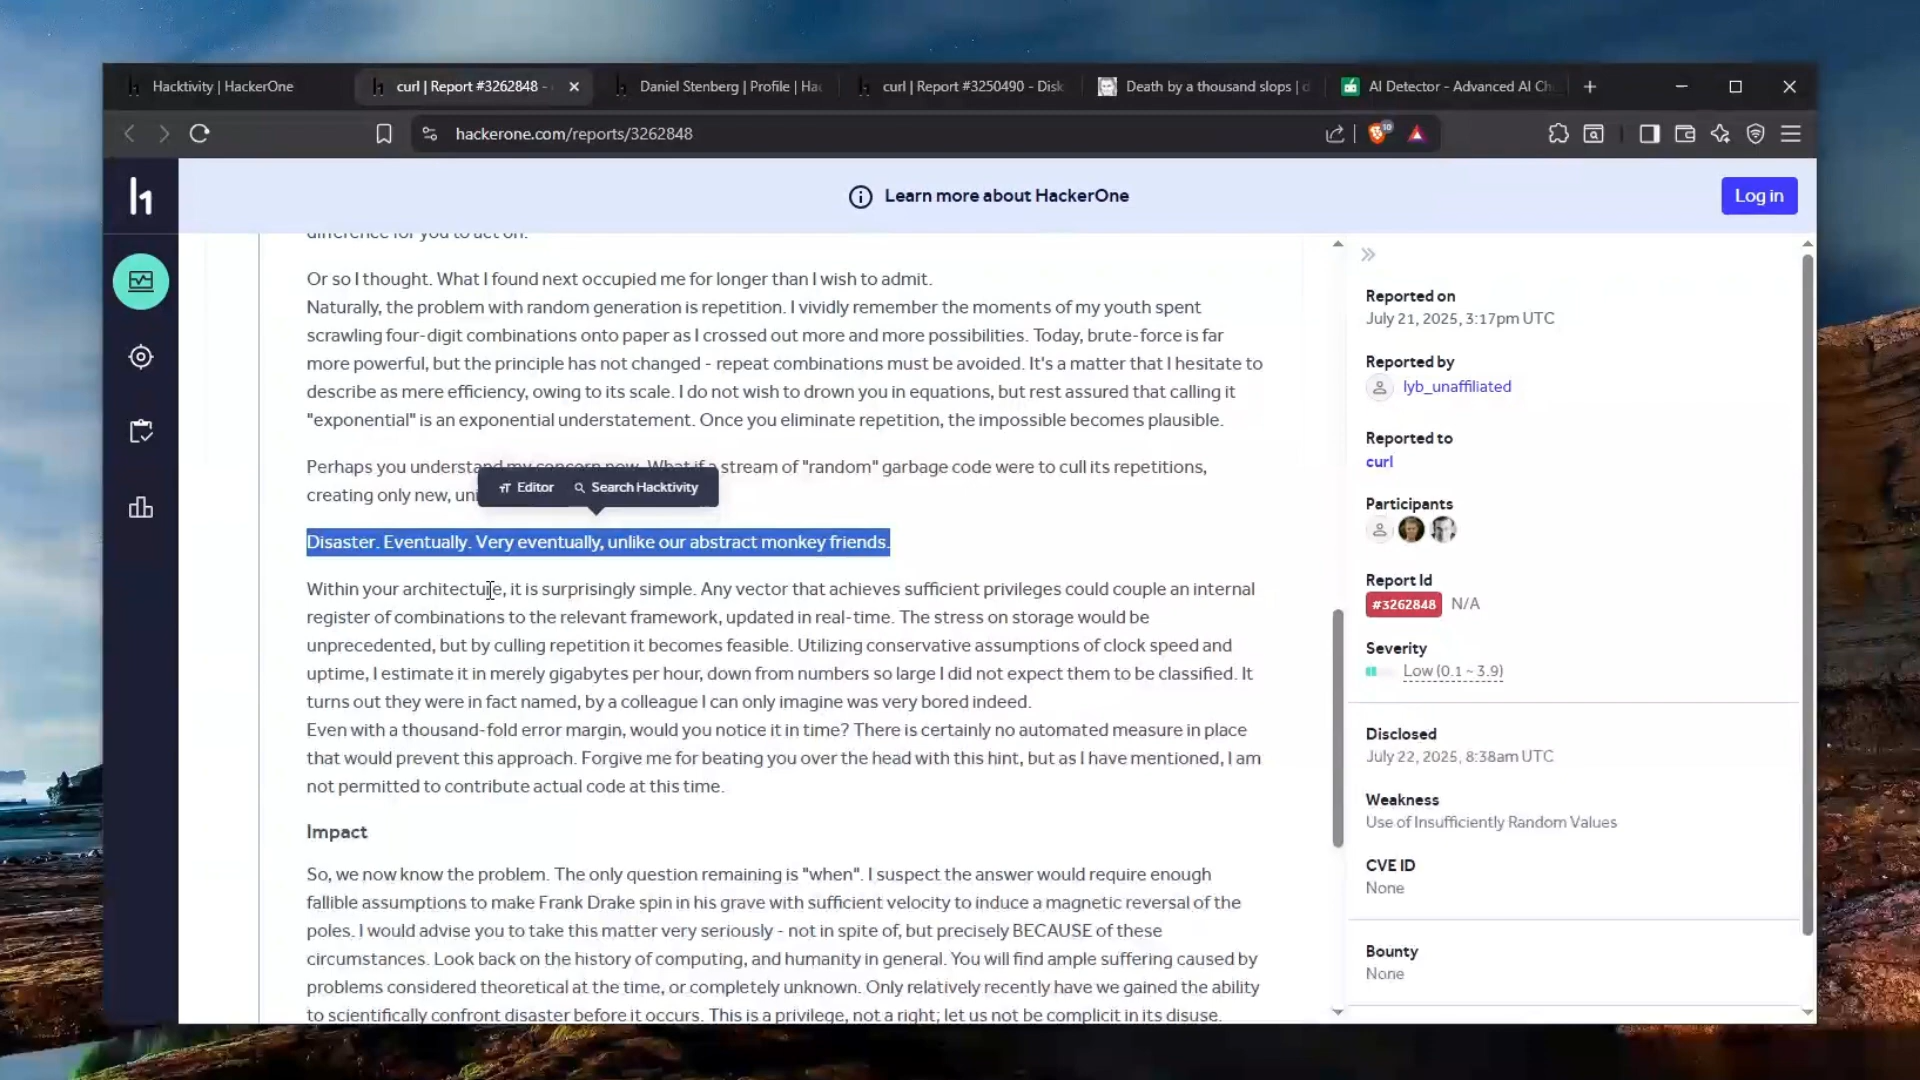 Hacktivity | HackerOne
curl | Report #3262848 -
Daniel Stenberg | Profile | Hac
curl | Report #3250490 - Disk
Death by a thousand slops | d
AI Detector - Advanced AI Ch
hackerone.com/reports/3262848
10
h1
Learn more about HackerOne
Log in
difference for you to act on.
Or so I thought. What I found next occupied me for longer than I wish to admit.
Naturally, the problem with random generation is repetition. I vividly remember the moments of my youth spent
scrawling four-digit combinations onto paper as I crossed out more and more possibilities. Today, brute-force is far
more powerful, but the principle has not changed - repeat combinations must be avoided. It's a matter that I hesitate to
describe as mere efficiency, owing to its scale. I do not wish to drown you in equations, but rest assured that calling it
"exponential" is an exponential understatement. Once you eliminate repetition, the impossible becomes plausible.
Perhaps you understand my concern now. What if a stream of "random" garbage code were to cull its repetitions,
creating only new, un
Editor
Search Hacktivity
Disaster. Eventually. Very eventually, unlike our abstract monkey friends.
Within your architecture, it is surprisingly simple. Any vector that achieves sufficient privileges could couple an internal
register of combinations to the relevant framework, updated in real-time. The stress on storage would be
unprecedented, but by culling repetition it becomes feasible. Utilizing conservative assumptions of clock speed and
uptime, I estimate it in merely gigabytes per hour, down from numbers so large I did not expect them to be classified. It
turns out they were in fact named, by a colleague I can only imagine was very bored indeed.
Even with a thousand-fold error margin, would you notice it in time? There is certainly no automated measure in place
that would prevent this approach. Forgive me for beating you over the head with this hint, but as I have mentioned, I am
not permitted to contribute actual code at this time.
Impact
So, we now know the problem. The only question remaining is "when". I suspect the answer would require enough
fallible assumptions to make Frank Drake spin in his grave with sufficient velocity to induce a magnetic reversal of the
poles. I would advise you to take this matter very seriously - not in spite of, but precisely BECAUSE of these
circumstances. Look back on the history of computing, and humanity in general. You will find ample suffering caused by
problems considered theoretical at the time, or completely unknown. Only relatively recently have we gained the ability
to scientifically confront disaster before it occurs. This is a privilege, not a right; let us not be complicit in its disuse.
Reported on
July 21, 2025, 3:17pm UTC
Reported by
lyb_unaffiliated
Reported to
curl
Participants
Report Id
#3262848 N/A
Severity
Low (0.1 ~ 3.9)
Disclosed
July 22, 2025, 8:38am UTC
Weakness
Use of Insufficiently Random Values
CVE ID
None
Bounty
None